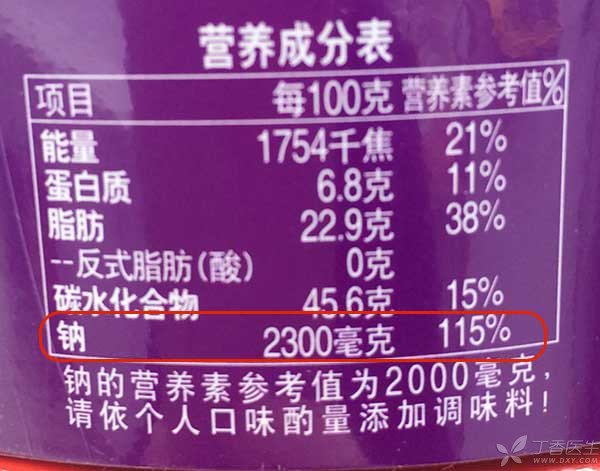 营养成分表
项目 每100克 营养素参考值%
能量 1754千焦 21%
蛋白质 6.8克 11%
脂肪 22.9克 38%
--反式脂肪(酸) 0克
碳水化合物 45.6克 15%
钠 2300毫克 115%
钠的营养素参考值为2000毫克,
请依个人口味酌量添加调味料!
丁香医生
WWW.DXY.COM